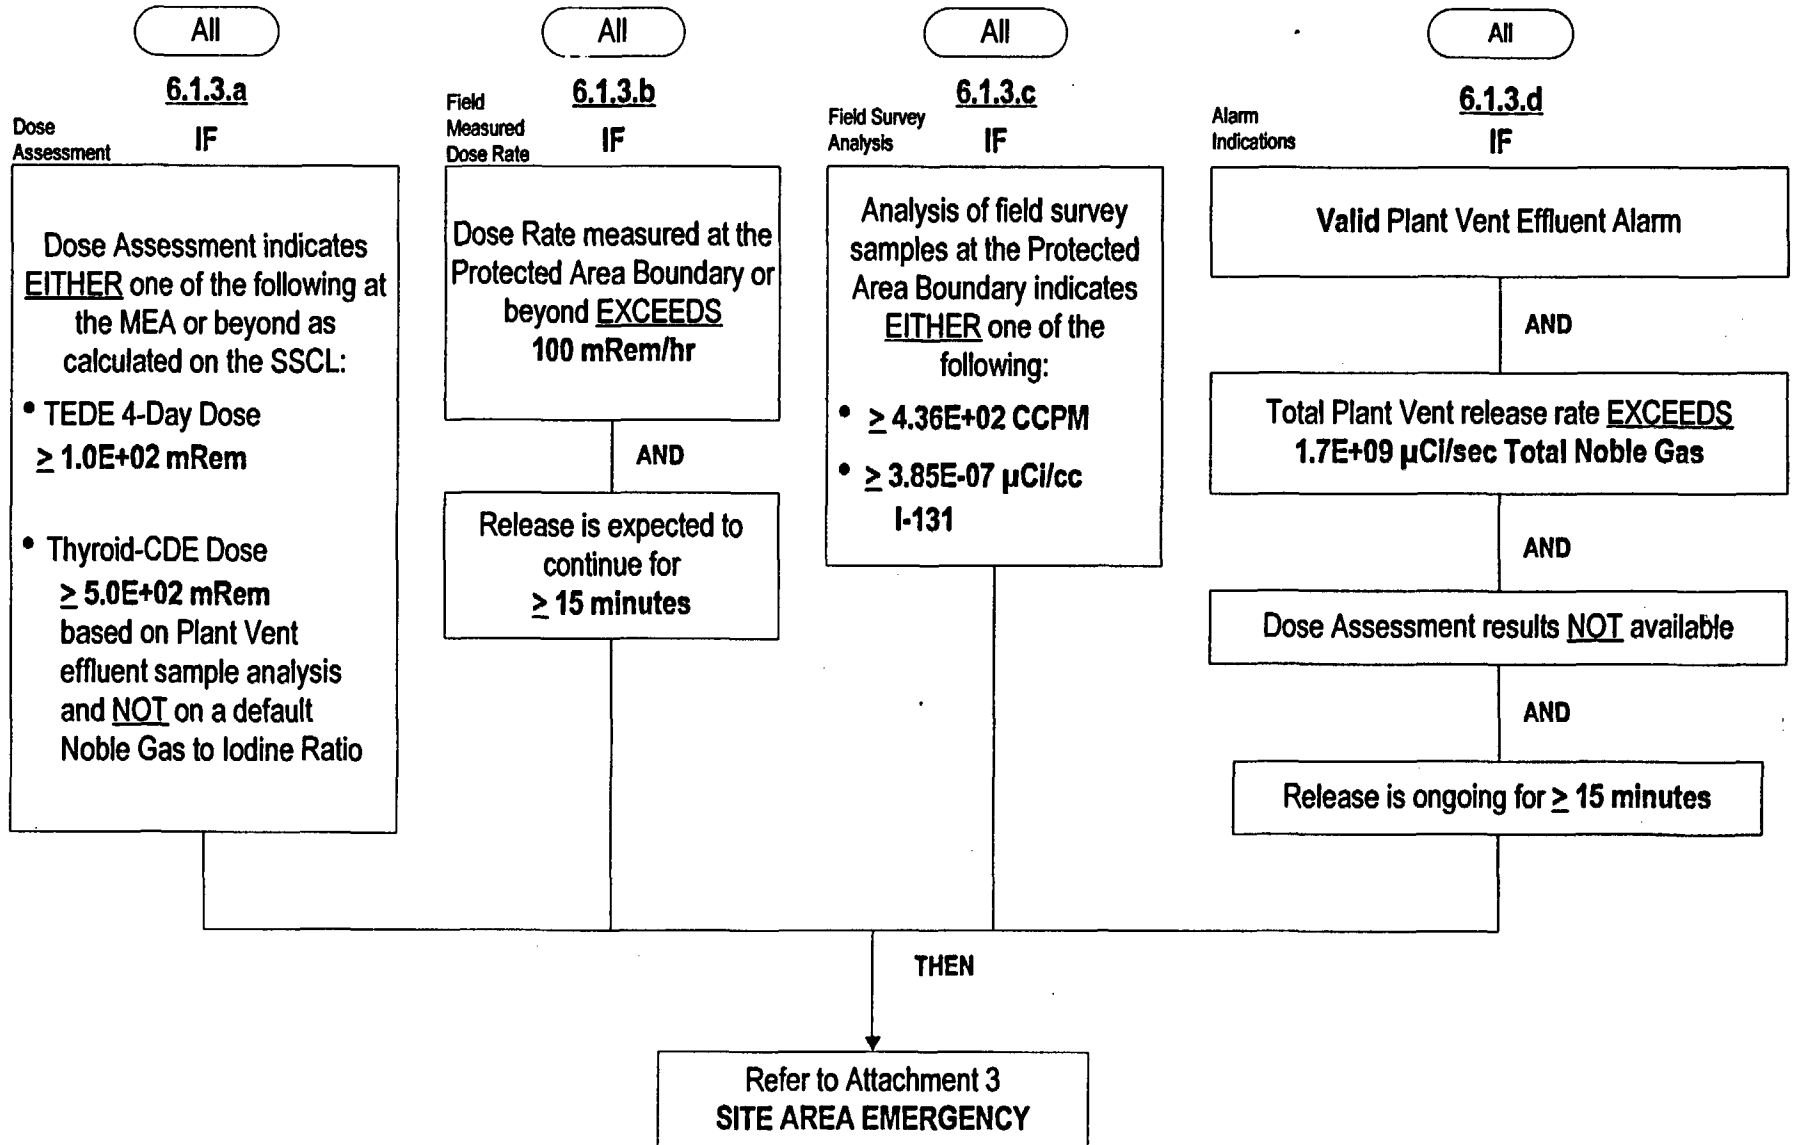 All
6.1.3.a
Dose
Assessment
IF
Dose Assessment indicates
EITHER one of the following at
the MEA or beyond as
calculated on the SSCL:
• TEDE 4-Day Dose
≥ 1.0E+02 mRem
• Thyroid-CDE Dose
≥ 5.0E+02 mRem
based on Plant Vent
effluent sample analysis
and NOT on a default
Noble Gas to Iodine Ratio
All
6.1.3.b
Field
Measured
Dose Rate
IF
Dose Rate measured at the
Protected Area Boundary or
beyond EXCEEDS
100 mRem/hr
AND
Release is expected to
continue for
≥ 15 minutes
All
6.1.3.c
Field Survey
Analysis
IF
Analysis of field survey
samples at the Protected
Area Boundary indicates
EITHER one of the
following:
• ≥ 4.36E+02 CCPM
• ≥ 3.85E-07 µCi/cc
I-131
All
6.1.3.d
Alarm
Indications
IF
Valid Plant Vent Effluent Alarm
AND
Total Plant Vent release rate EXCEEDS
1.7E+09 µCi/sec Total Noble Gas
AND
Dose Assessment results NOT available
AND
Release is ongoing for ≥ 15 minutes
THEN
Refer to Attachment 3
SITE AREA EMERGENCY